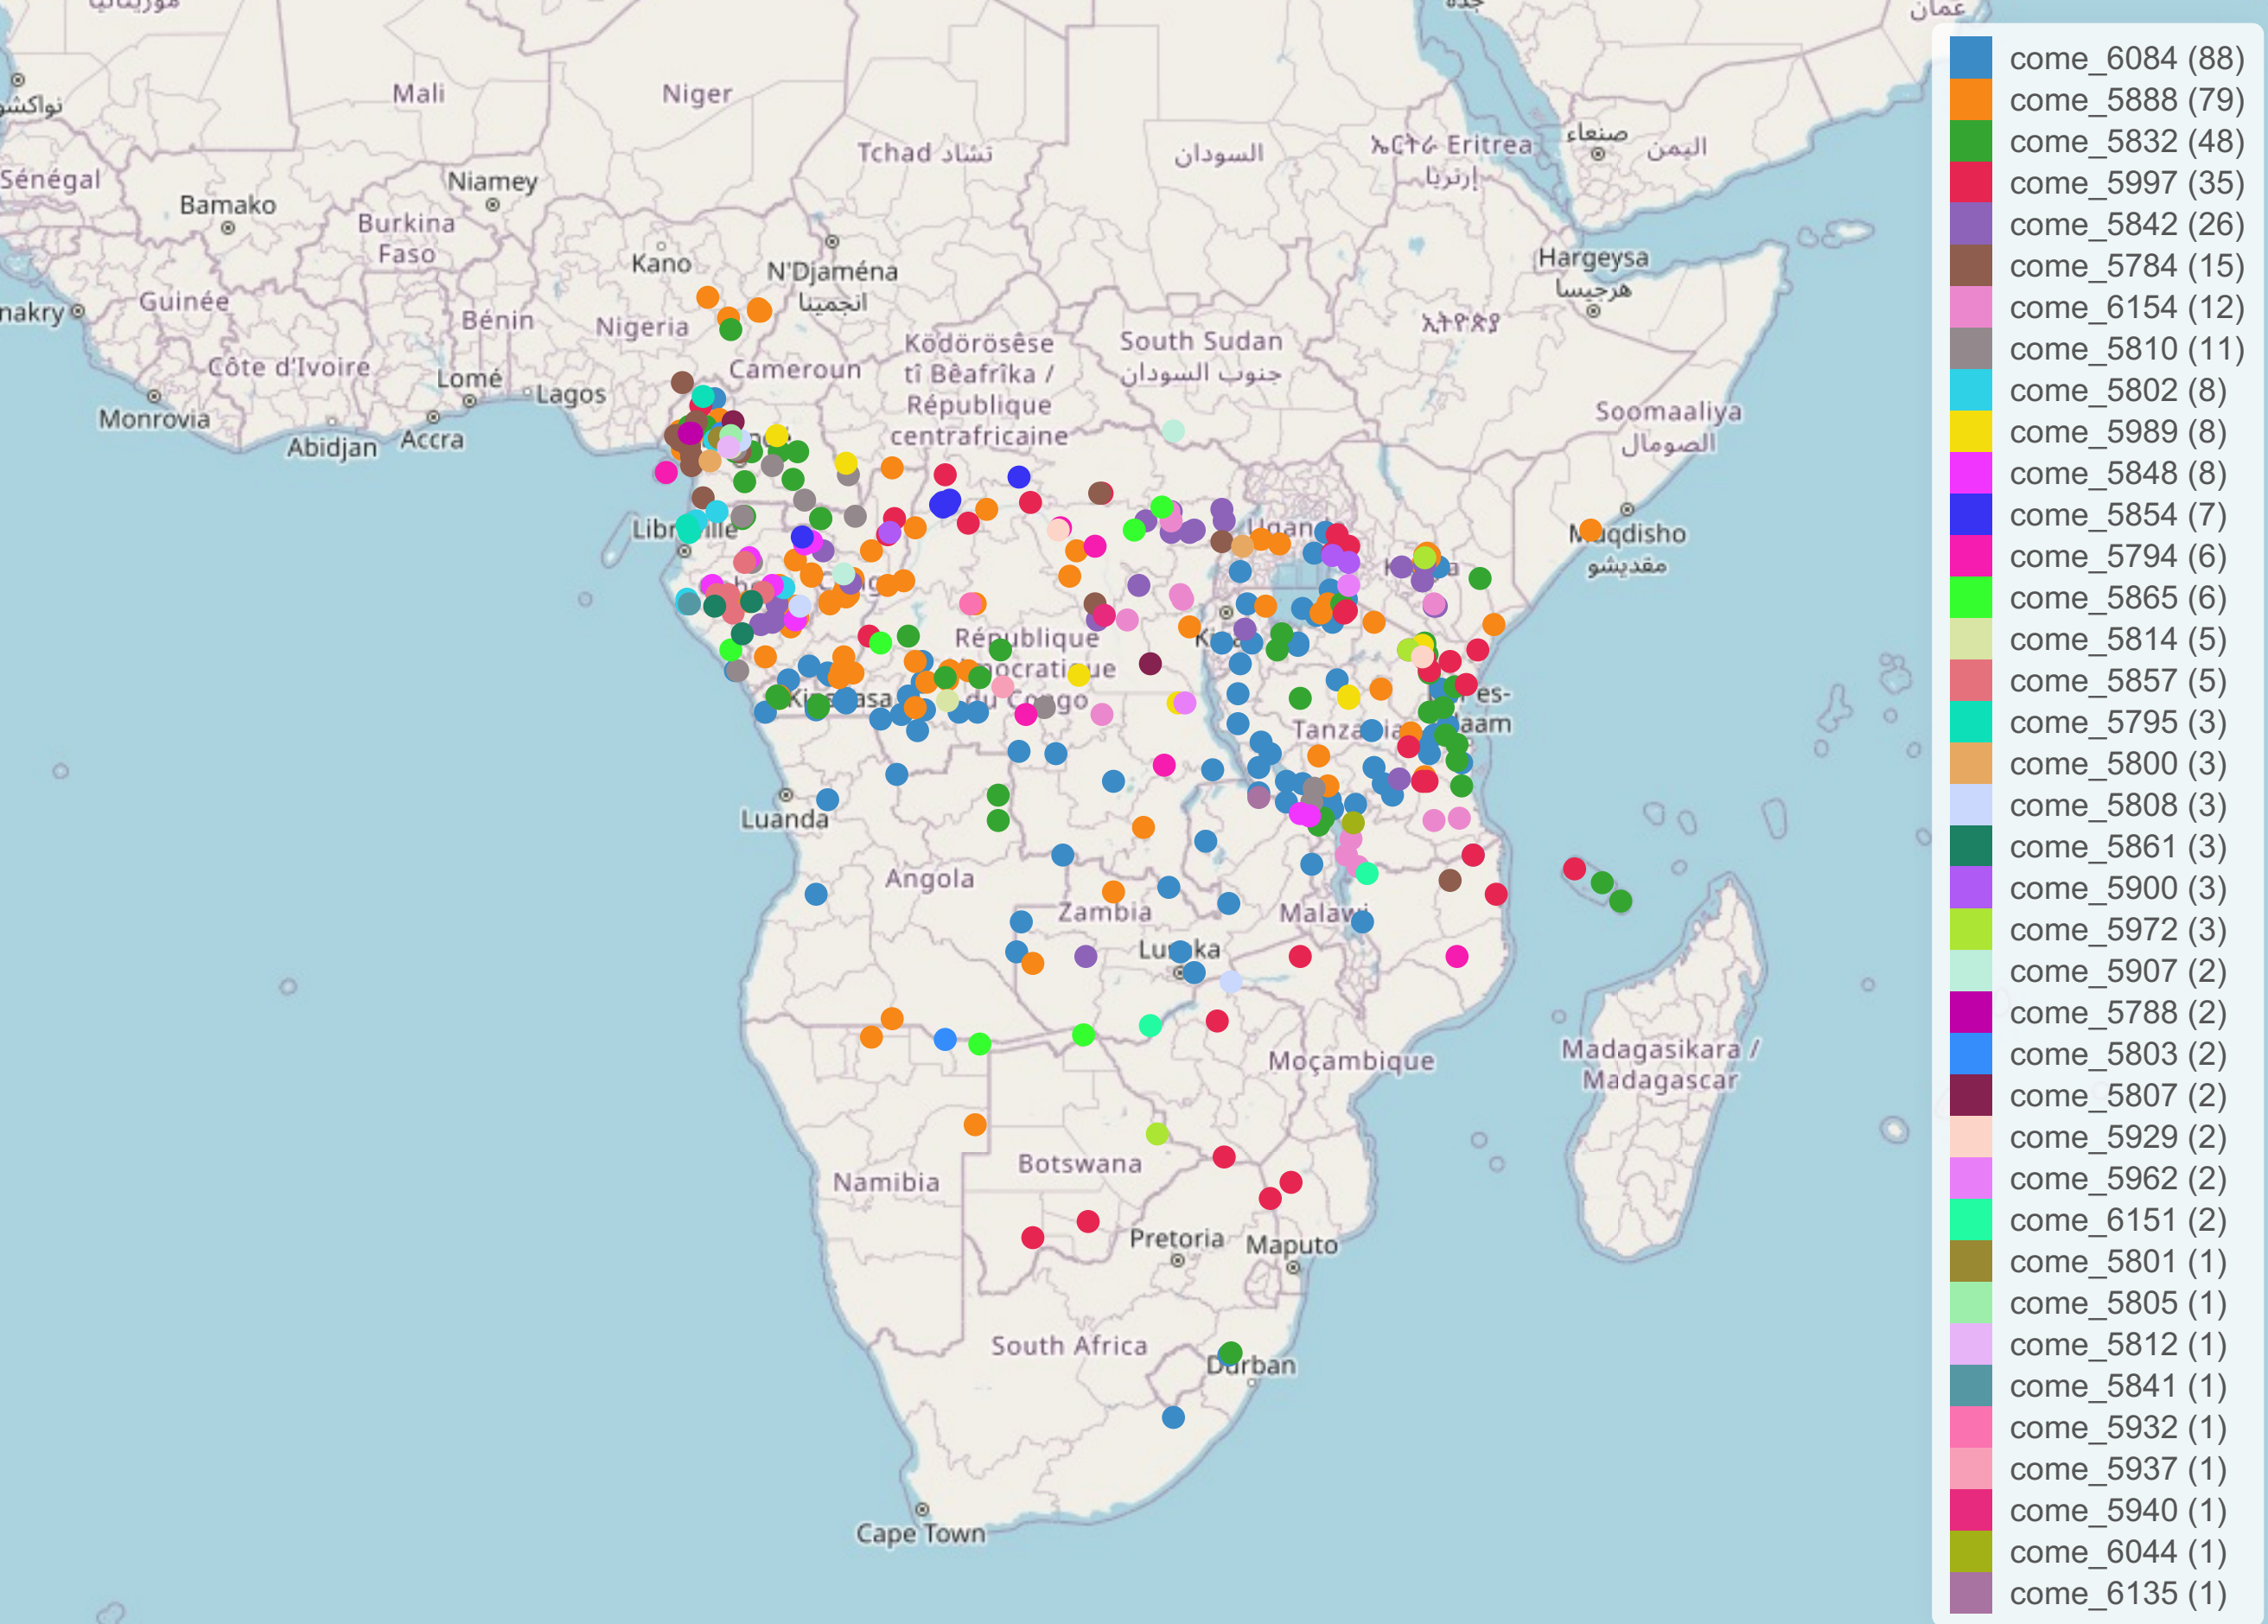 موريتانيا
جدة
عمان
Mali
Niger
Tchad تشاد
السودان
ኤርትራ Eritrea
إرتريا
صنعاء
اليمن
Sénégal
Bamako
Niamey
Burkina
Faso
Kano
N'Djaména
انجمينا
Hargeysa
هرجيسا
nakry
Guinée
Bénin
Nigeria
Côte d'Ivoire
Lomé
Lagos
Monrovia
Abidjan
Accra
Cameroun
Ködörösêse
tî Bêafrîka /
République
centrafricaine
South Sudan
جنوب السودان
ኢትዮጵያ
Soomaaliya
الصومال
Muqdisho
مقديشو
République
du Congo
Luanda
Angola
Zambia
Malawi
Lusaka
Moçambique
Madagasikara /
Madagascar
Namibia
Botswana
Pretoria
Maputo
South Africa
Durban
Cape Town
come_6084 (88)
come_5888 (79)
come_5832 (48)
come_5997 (35)
come_5842 (26)
come_5784 (15)
come_6154 (12)
come_5810 (11)
come_5802 (8)
come_5989 (8)
come_5848 (8)
come_5854 (7)
come_5794 (6)
come_5865 (6)
come_5814 (5)
come_5857 (5)
come_5795 (3)
come_5800 (3)
come_5808 (3)
come_5861 (3)
come_5900 (3)
come_5972 (3)
come_5907 (2)
come_5788 (2)
come_5803 (2)
come_5807 (2)
come_5929 (2)
come_5962 (2)
come_6151 (2)
come_5801 (1)
come_5805 (1)
come_5812 (1)
come_5841 (1)
come_5932 (1)
come_5937 (1)
come_5940 (1)
come_6044 (1)
come_6135 (1)